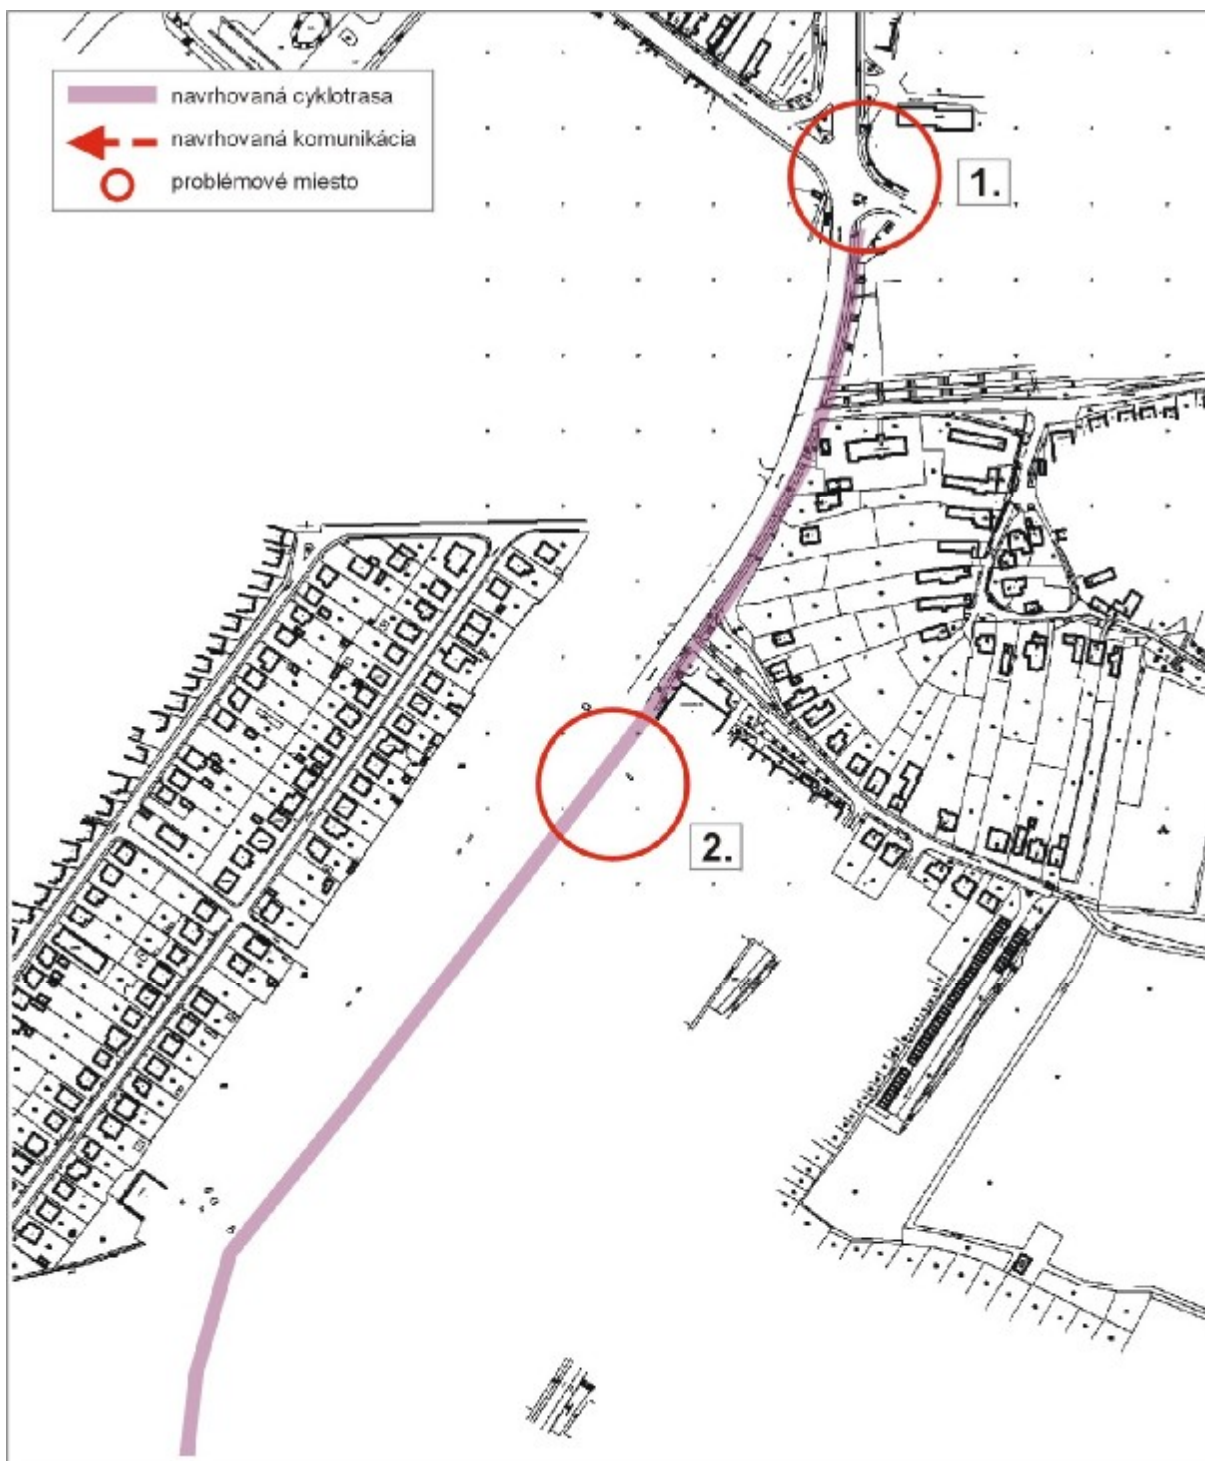 navrhovaná cyklotrasa
navrhovaná komunikácia
problémové miesto
1.
2.